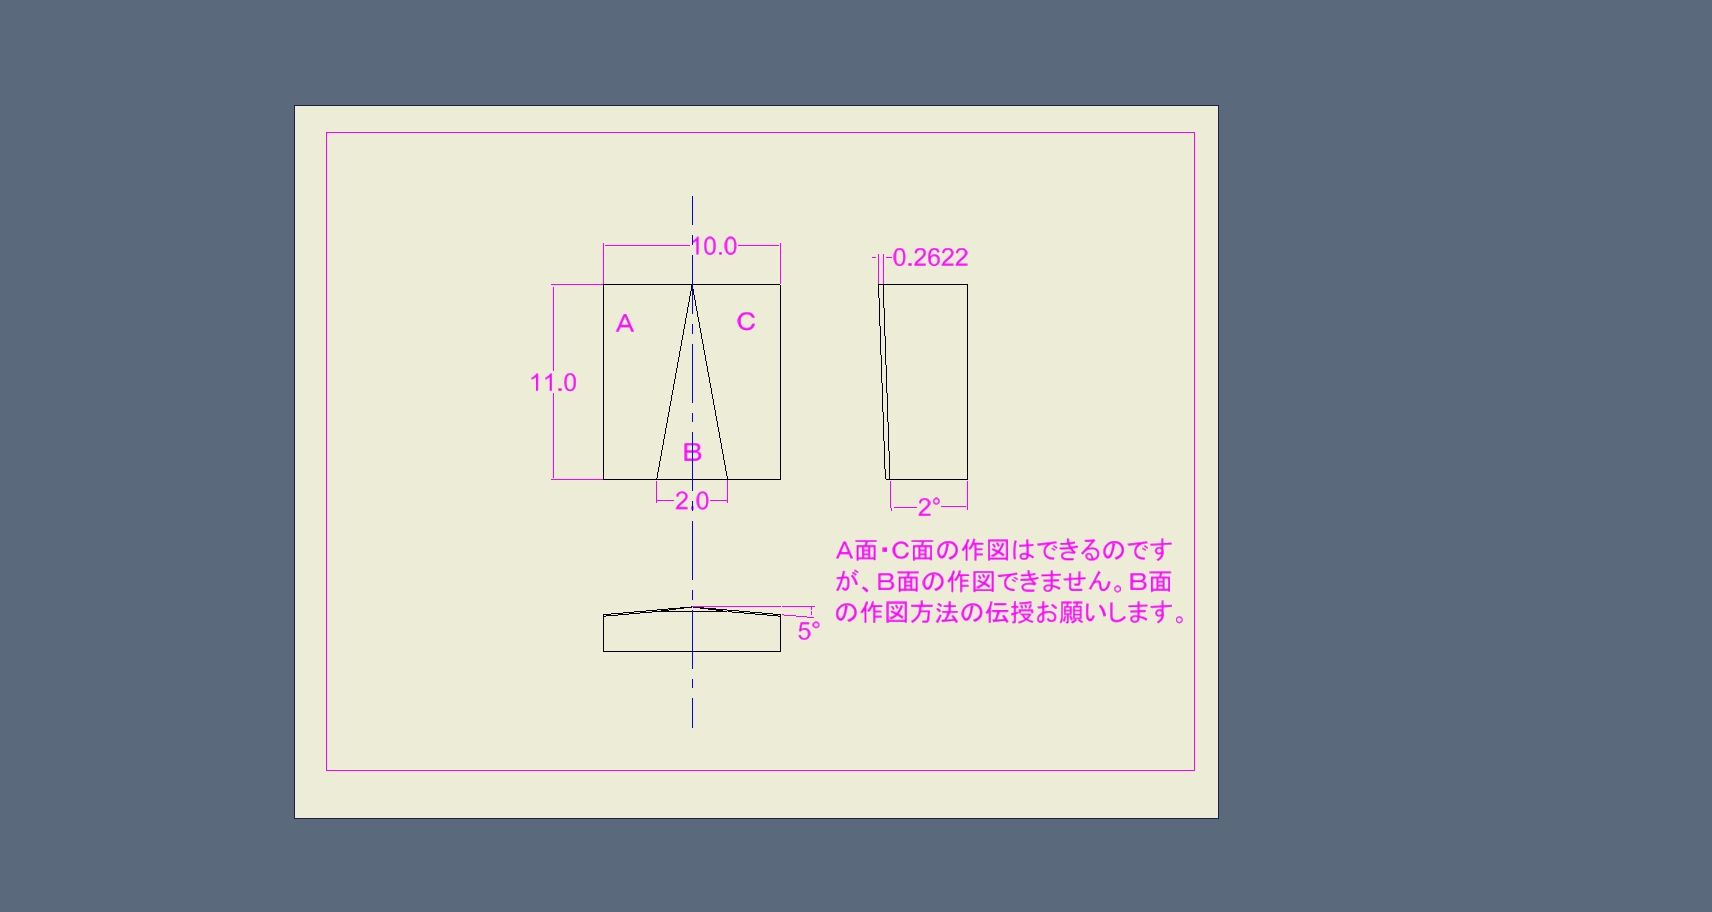 10.0
0.2622
A
C
11.0
B
2.0
2°
A面・C面の作図はできるのです
が、B面の作図できません。B面
の作図方法の伝授お願いします。
5°